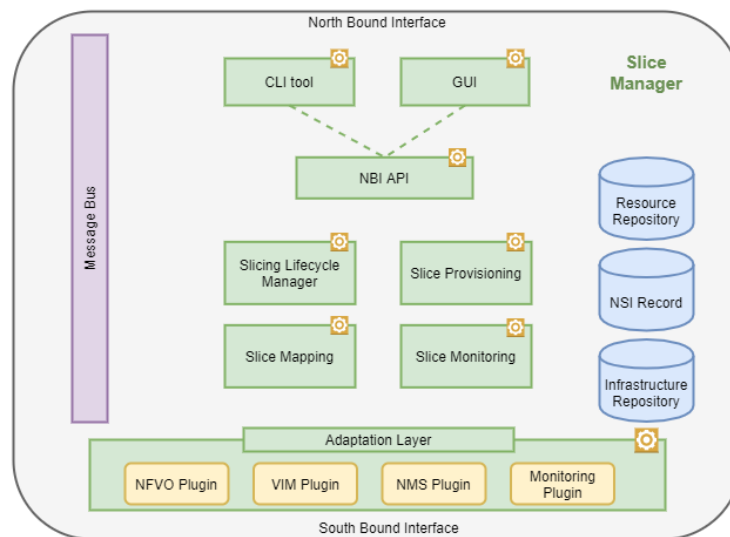 North Bound Interface
CLI tool
GUI
Slice
Manager
Message Bus
NBI API
Resource
Repository
Slicing Lifecycle
Manager
Slice Provisioning
NSI Record
Slice Mapping
Slice Monitoring
Infrastructure
Repository
Adaptation Layer
NFVO Plugin
VIM Plugin
NMS Plugin
Monitoring
Plugin
South Bound Interface